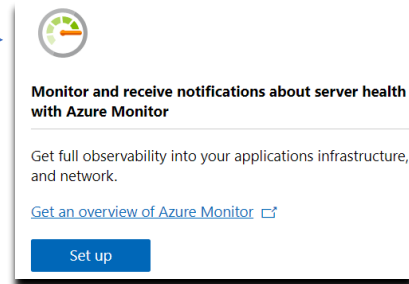 Monitor and receive notifications about server health
with Azure Monitor
Get full observability into your applications infrastructure,
and network.
Get an overview of Azure Monitor
Set up